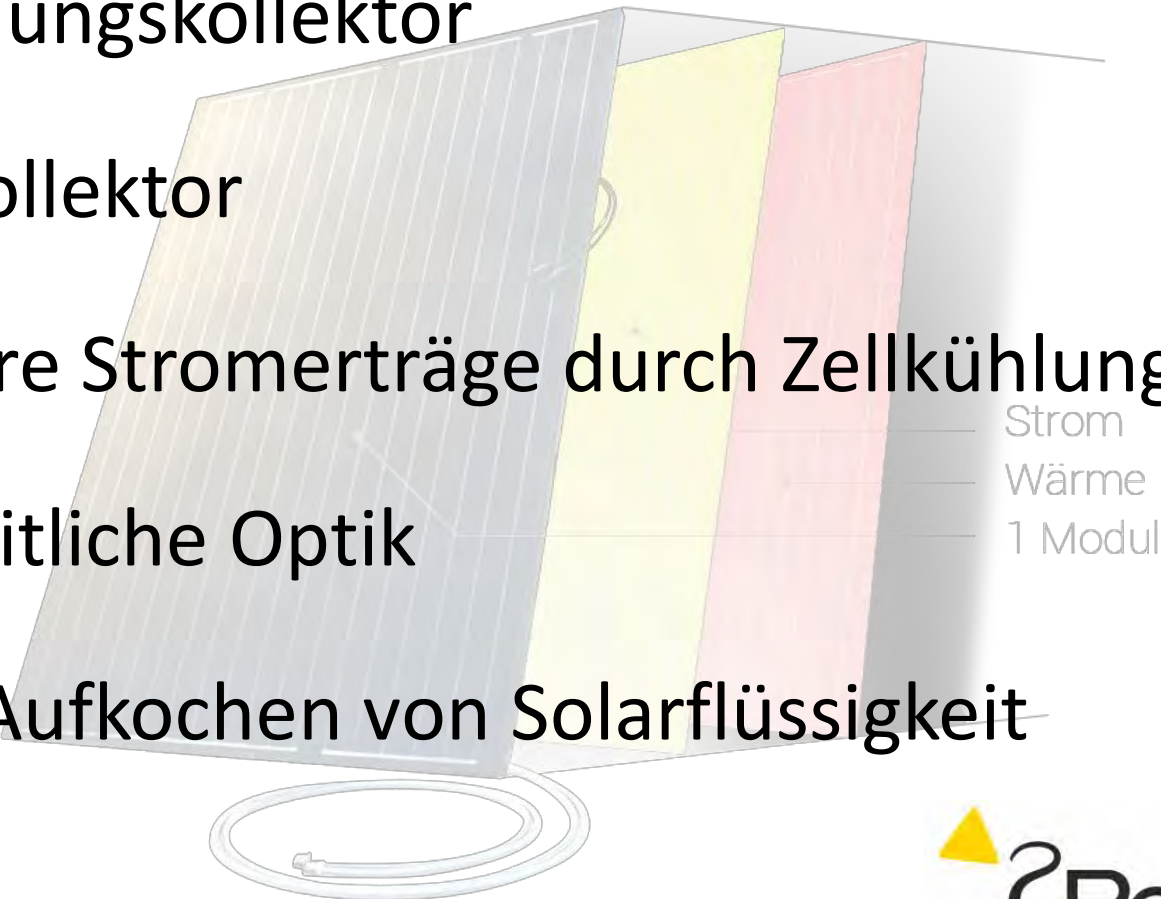 ungskollektor
ollektor
re Stromerträge durch Zellkühlung
Strom
Wärme
1 Modul
itliche Optik
Aufkochen von Solarflüssigkeit